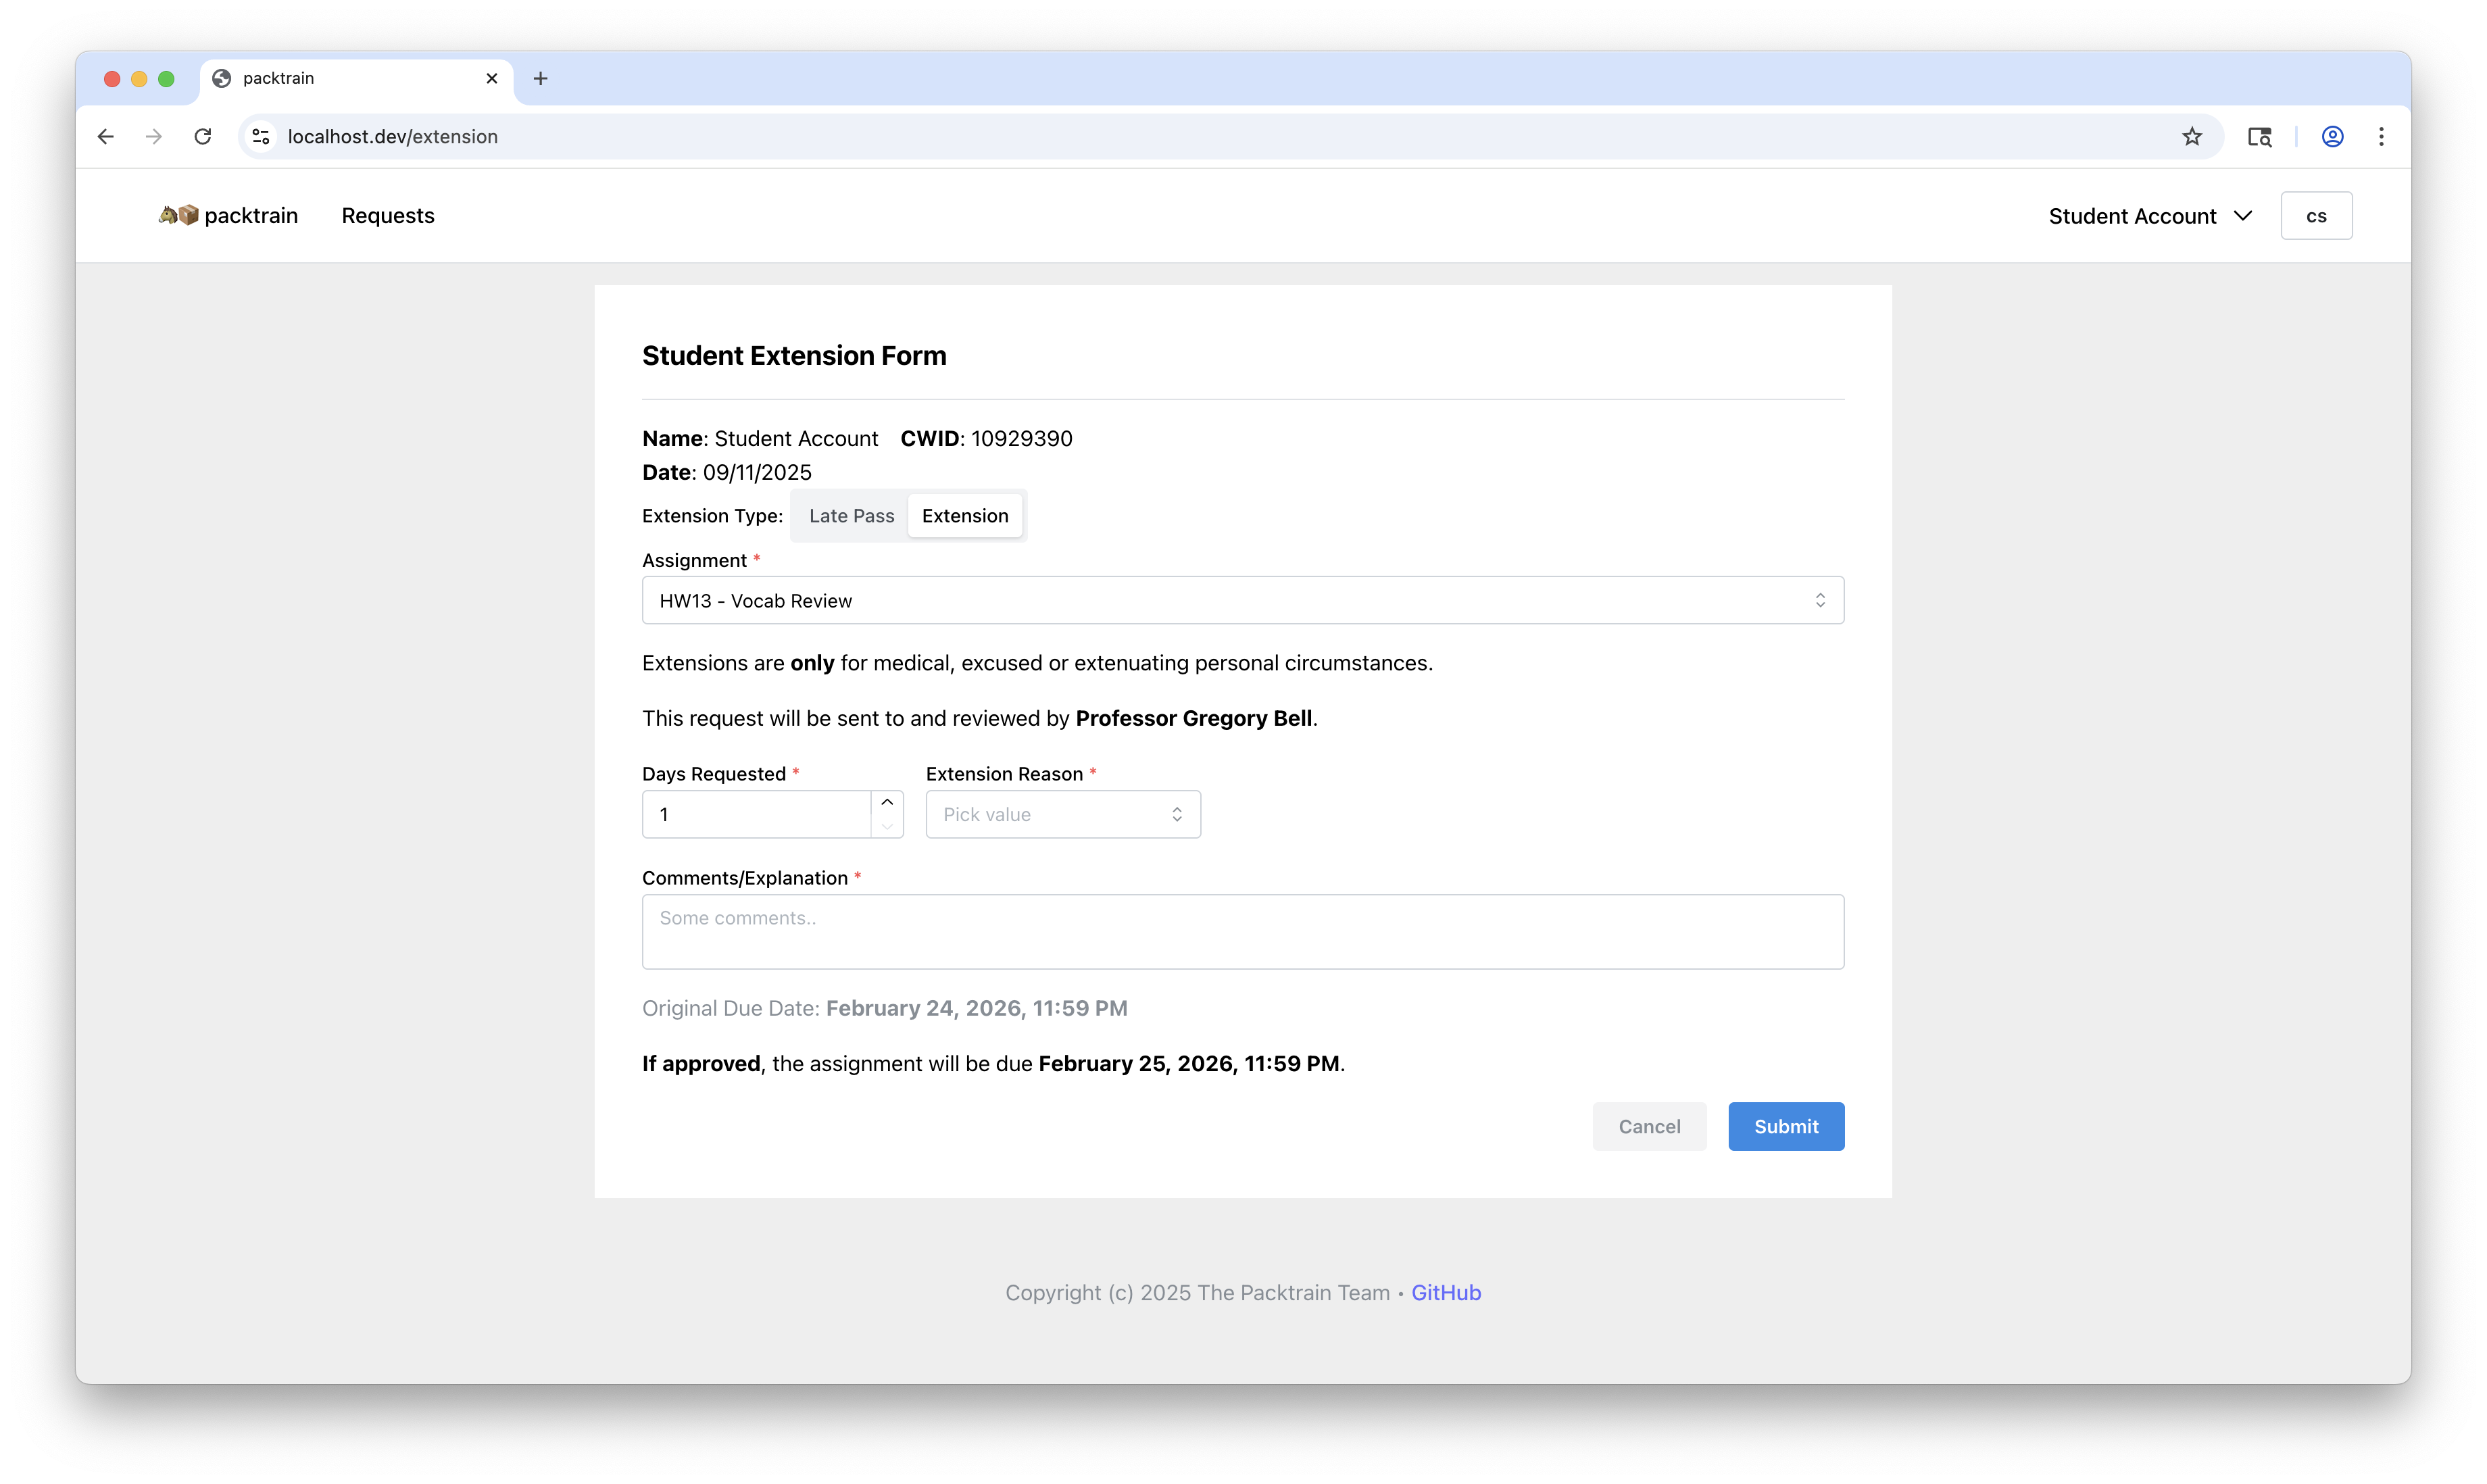 packtrain
localhost.dev/extension
packtrain Requests Student Account cs
Student Extension Form
Name: Student Account CWID: 10929390
Date: 09/11/2025
Extension Type: Late Pass Extension
Assignment *
HW13 - Vocab Review
Extensions are only for medical, excused or extenuating personal circumstances.
This request will be sent to and reviewed by Professor Gregory Bell.
Days Requested * Extension Reason *
1 Pick value
Comments/Explanation *
Some comments..
Original Due Date: February 24, 2026, 11:59 PM
If approved, the assignment will be due February 25, 2026, 11:59 PM.
Cancel Submit
Copyright (c) 2025 The Packtrain Team • GitHub